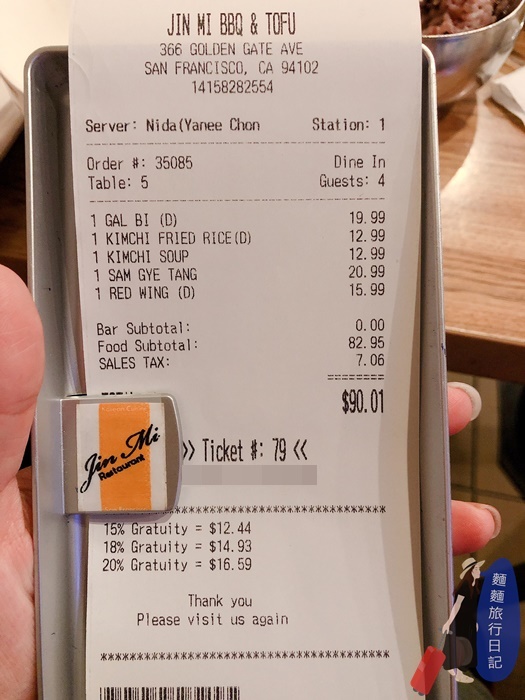 JIN MI BBQ & TOFU
366 GOLDEN GATE AVE
SAN FRANCISCO, CA 94102
14158282554
Server: Nida(Yanee Chon Station: 1
Order #: 35085 Dine In
Table: 5 Guests: 4
1 GAL BI (D) 19.99
1 KIMCHI FRIED RICE(D) 12.99
1 KIMCHI SOUP 12.99
1 SAM GYE TANG 20.99
1 RED WING (D) 15.99
Bar Subtotal: 0.00
Food Subtotal: 82.95
SALES TAX: 7.06
=======
$90.01
Jin Mi
Restaurant
>> Ticket #: 79 <<
15% Gratuity = $12.44
18% Gratuity = $14.93
20% Gratuity = $16.59
Thank you
Please visit us again
麵麵旅行日記